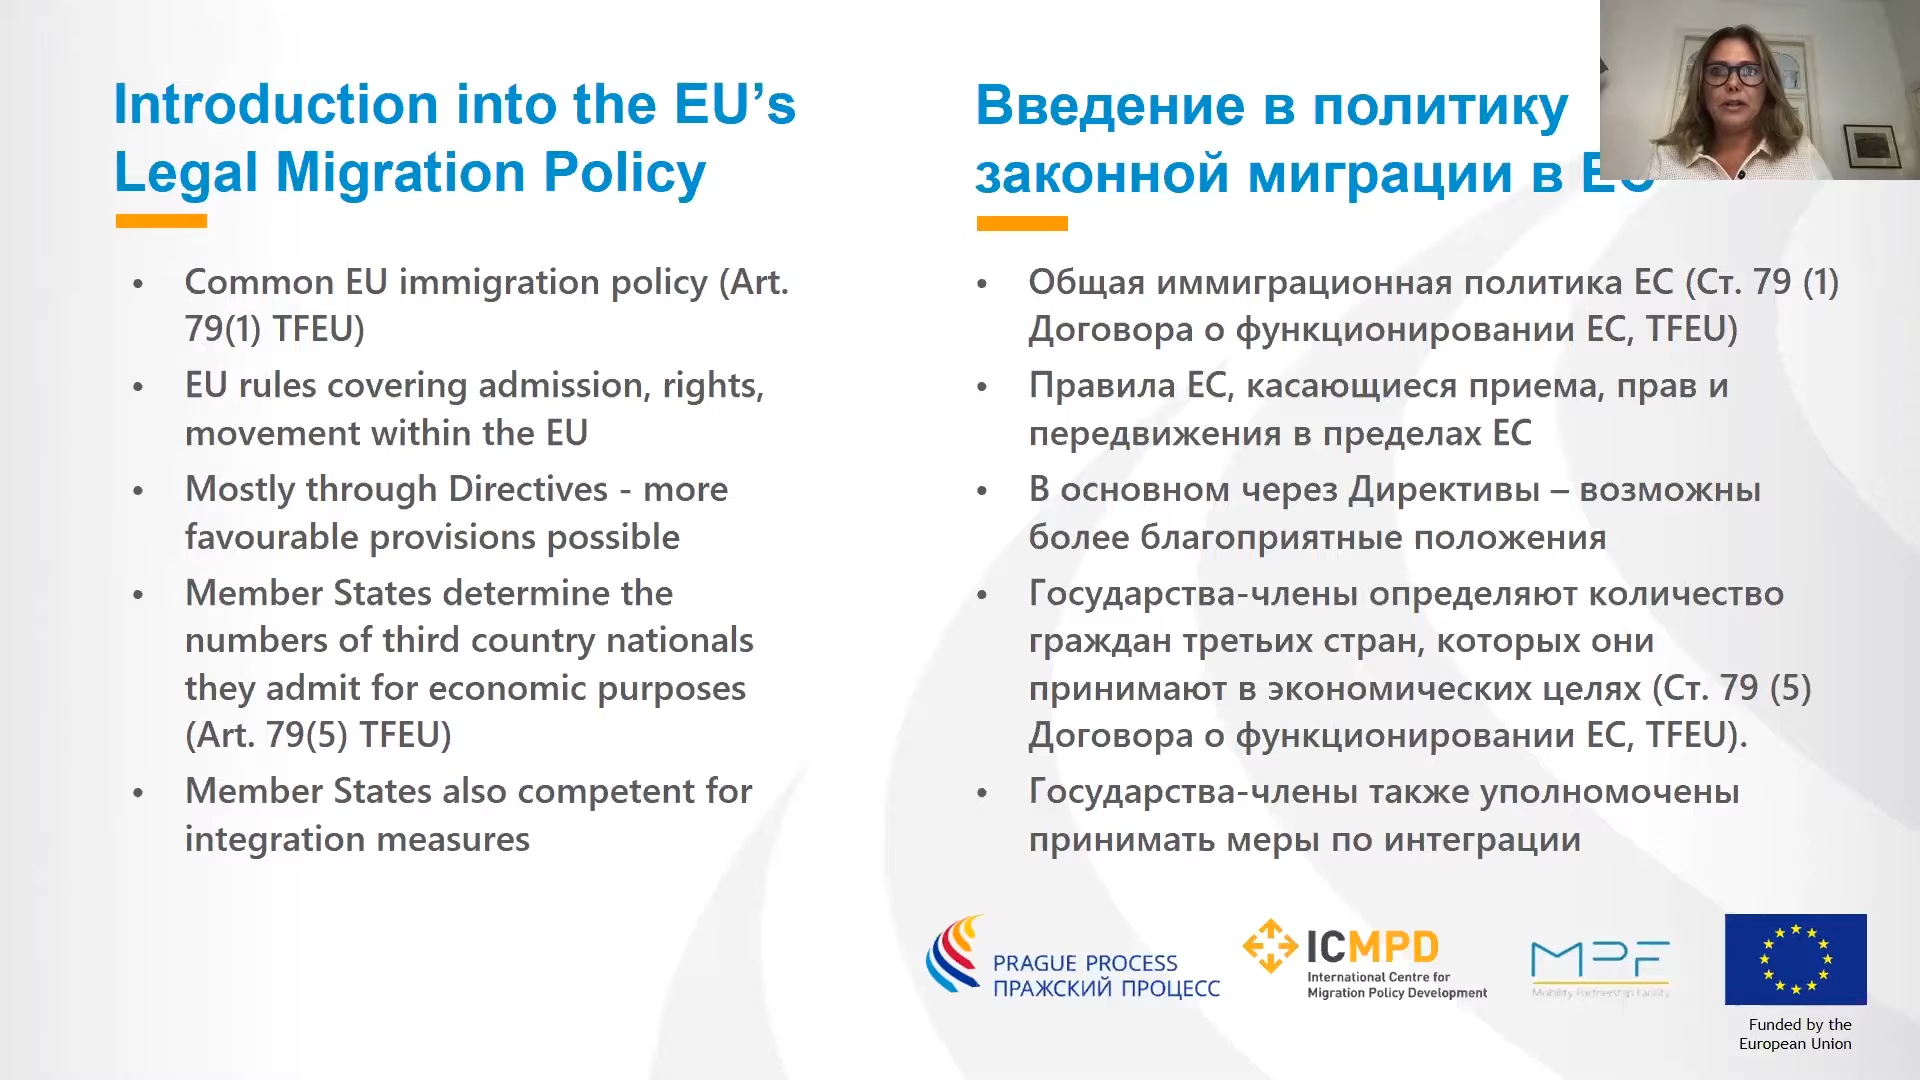 Introduction into the EU’s
Legal Migration Policy
• Common EU immigration policy (Art.
79(1) TFEU)
• EU rules covering admission, rights,
movement within the EU
• Mostly through Directives - more
favourable provisions possible
• Member States determine the
numbers of third country nationals
they admit for economic purposes
(Art. 79(5) TFEU)
• Member States also competent for
integration measures
Введение в политику
законной миграции в ЕС
• Общая иммиграционная политика ЕС (Ст. 79 (1)
Договора о функционировании ЕС, TFEU)
• Правила ЕС, касающиеся приема, прав и
передвижения в пределах ЕС
• В основном через Директивы – возможны
более благоприятные положения
• Государства-члены определяют количество
граждан третьих стран, которых они
принимают в экономических целях (Ст. 79 (5)
Договора о функционировании ЕС, TFEU).
• Государства-члены также уполномочены
принимать меры по интеграции
PRAGUE PROCESS
ПРАЖСКИЙ ПРОЦЕСС
ICMPD
International Centre for
Migration Policy Development
MPF
Mobility Partnership Facility
Funded by the
European Union